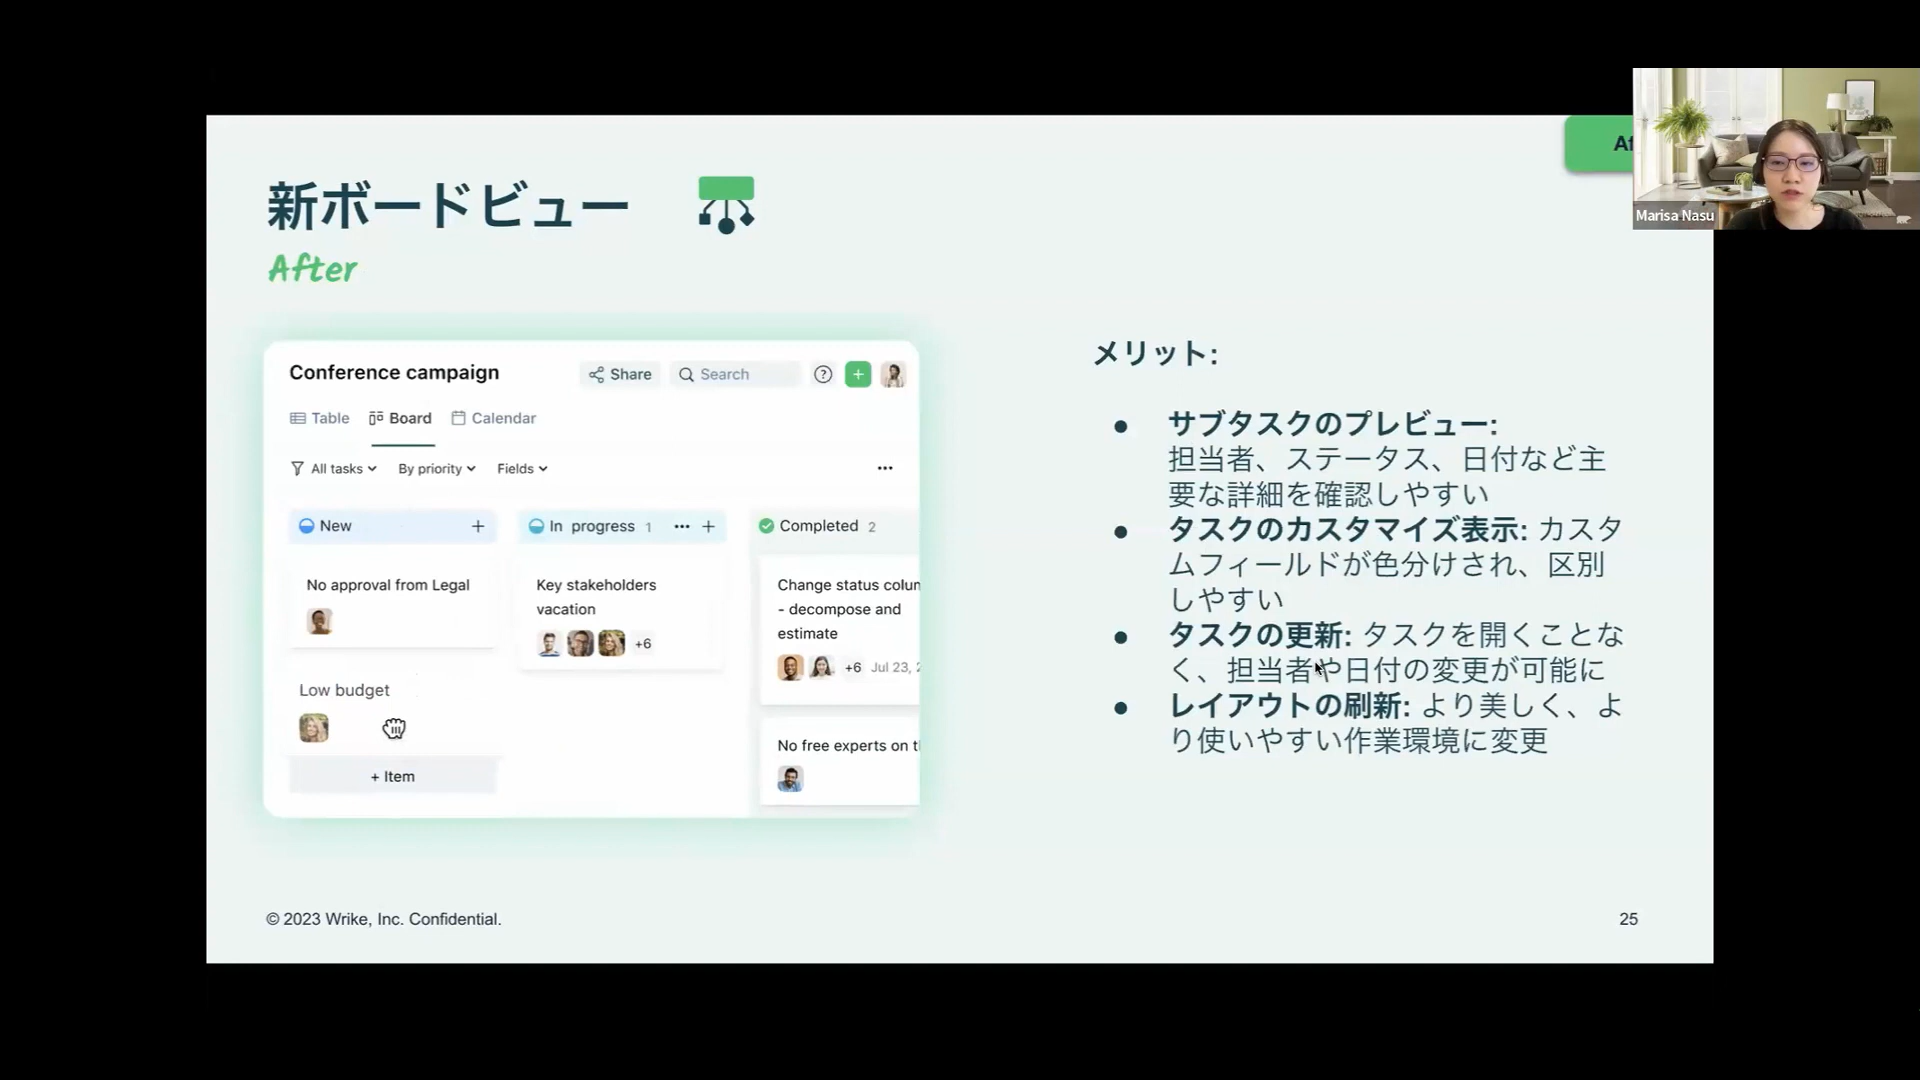 新ボードビュー
After
Marisa Nasu
Conference campaign
Share
Search
Table
Board
Calendar
All tasks
By priority
Fields
New
In progress 1
Completed 2
No approval from Legal
Low budget
+ Item
Key stakeholders
vacation
+6
Change status colum
- decompose and
estimate
+6 Jul 23,
No free experts on
メリット:
● サブタスクのプレビュー:
担当者、ステータス、日付など主
要な詳細を確認しやすい
● タスクのカスタマイズ表示: カスタ
ムフィールドが色分けされ、区別
しやすい
● タスクの更新: タスクを開くことな
く、担当者や日付の変更が可能に
● レイアウトの刷新: より美しく、よ
り使いやすい作業環境に変更
© 2023 Wrike, Inc. Confidential.
25